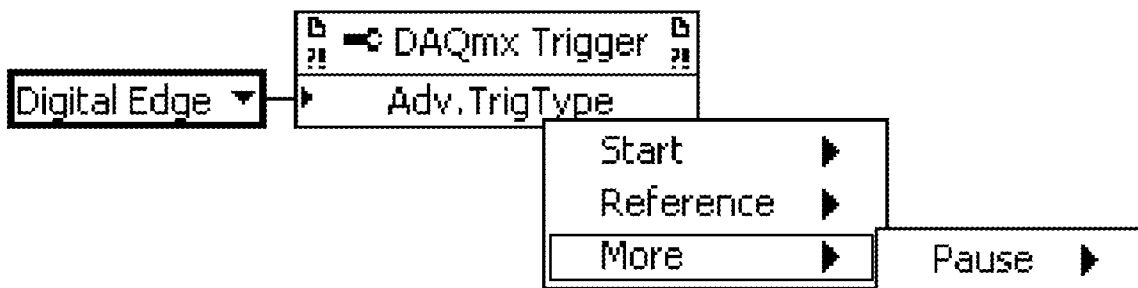 DAQmx Trigger
?! ?!
Digital Edge
Adv.TrigType
Start
Reference
More
Pause